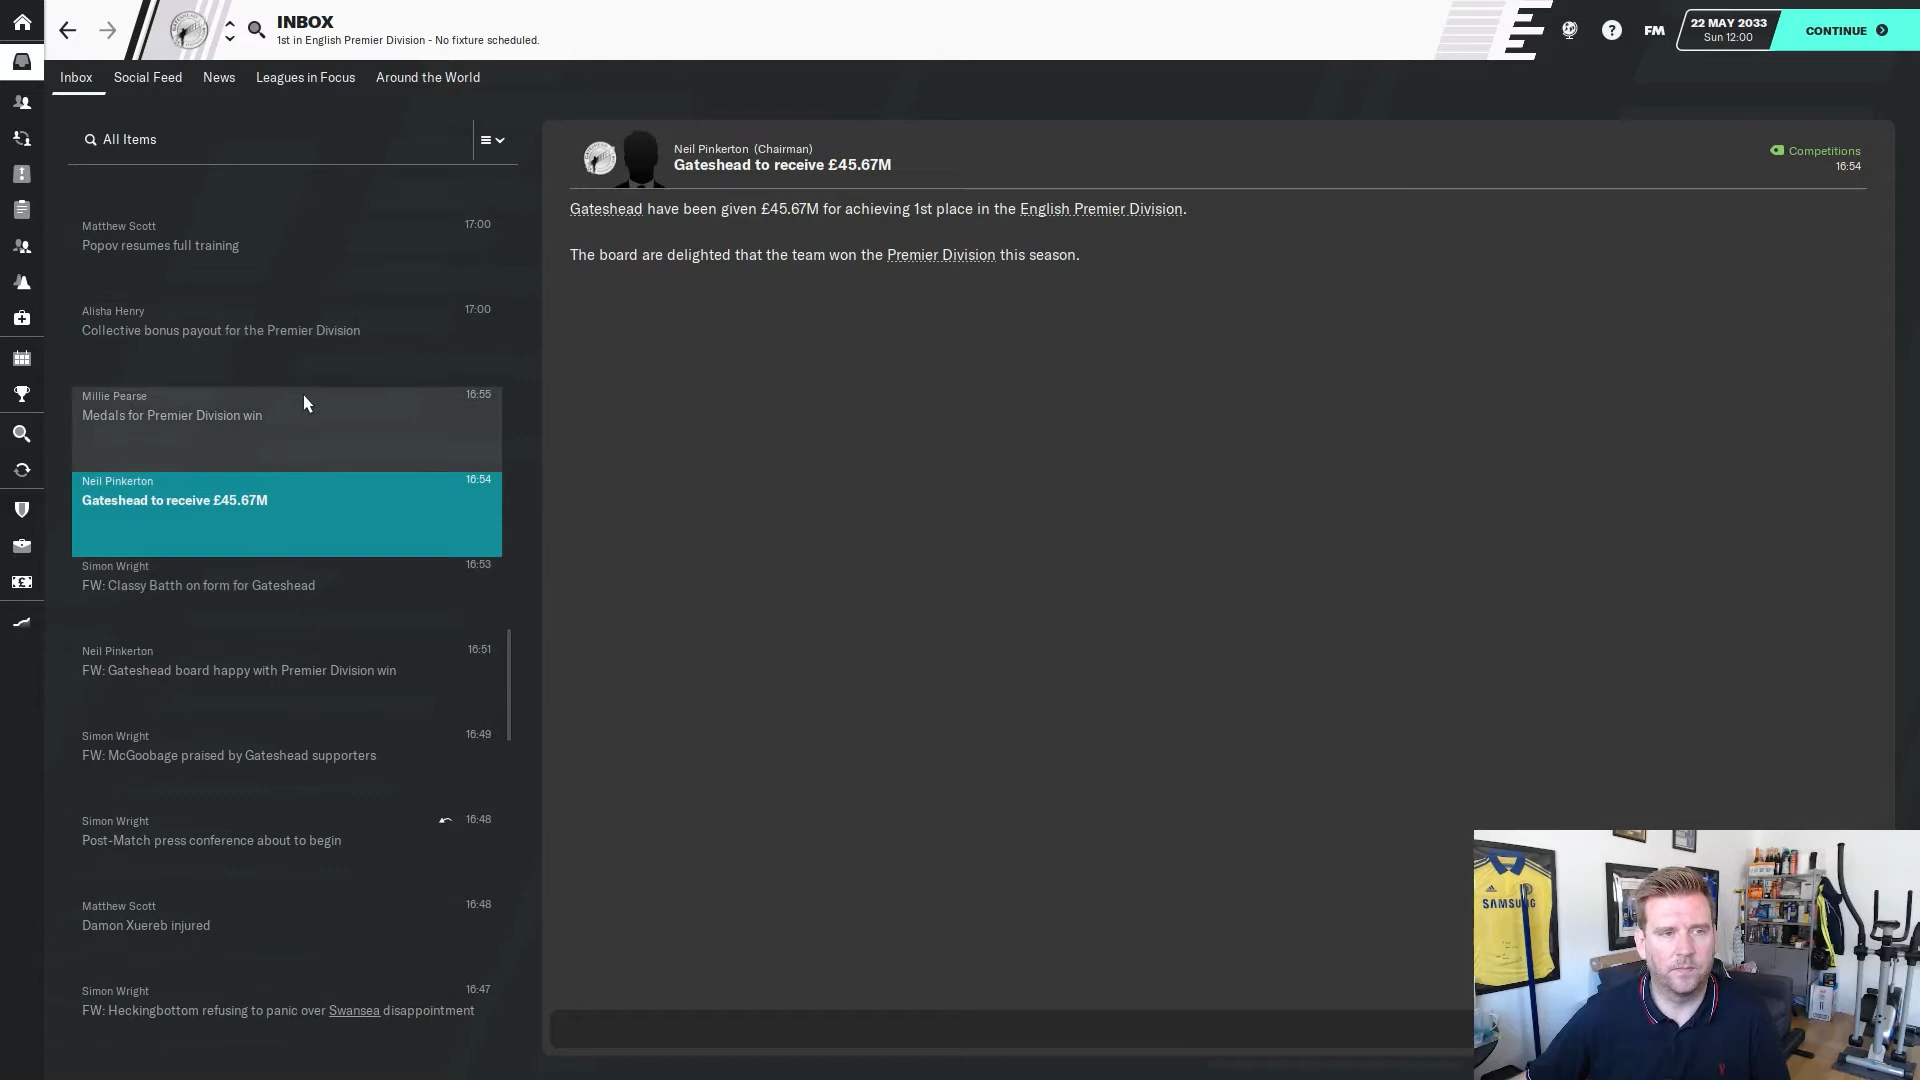 INBOX
1st in English Premier Division - No fixture scheduled.
FM
22 MAY 2033
Sun 12:00
CONTINUE
Inbox
Social Feed
News
Leagues in Focus
Around the World
All Items
Matthew Scott
17:00
Popov resumes full training
Alisha Henry
17:00
Collective bonus payout for the Premier Division
Millie Pearse
16:55
Medals for Premier Division win
Neil Pinkerton
16:54
Gateshead to receive £45.67M
Simon Wright
16:53
FW: Classy Batth on form for Gateshead
Neil Pinkerton
16:51
FW: Gateshead board happy with Premier Division win
Simon Wright
16:49
FW: McGoobage praised by Gateshead supporters
Simon Wright
16:48
Post-Match press conference about to begin
Matthew Scott
16:48
Damon Xuereb injured
Simon Wright
16:47
FW: Heckingbottom refusing to panic over Swansea disappointment
Neil Pinkerton (Chairman)
Gateshead to receive £45.67M
Competitions
16:54
Gateshead have been given £45.67M for achieving 1st place in the English Premier Division.
The board are delighted that the team won the Premier Division this season.
SAMSUNG